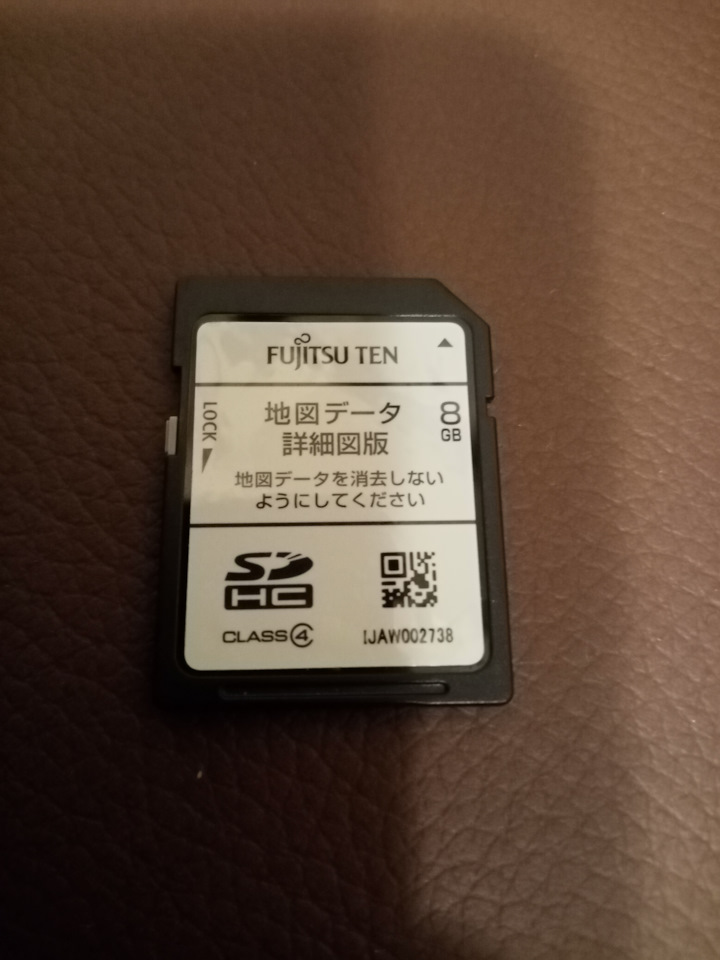 FUJITSU TEN
LOCK
地図データ
詳細図版
8
GB
地図データを消去しない
ようにしてください
SD
HC
CLASS 4
IJAW002738